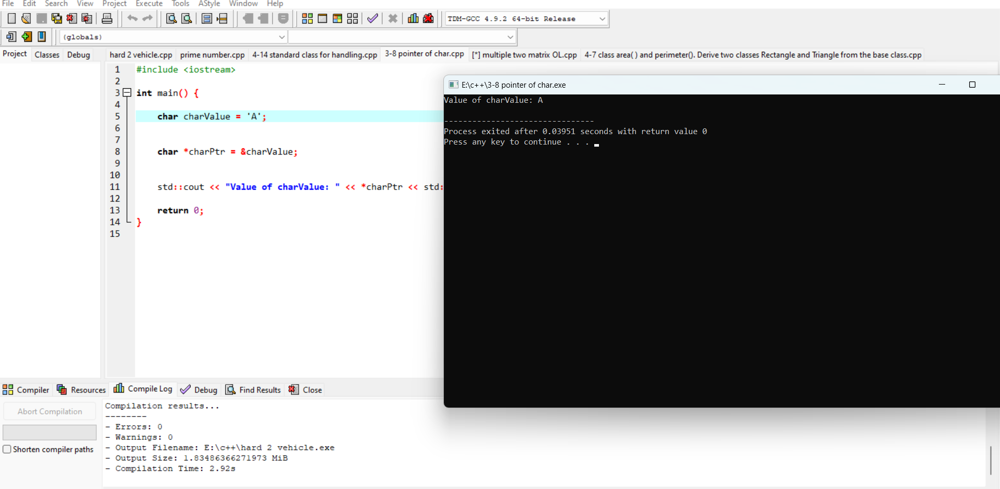 File Edit Search View Project Execute Tools AStyle Window Help
TDM-GCC 4.9.2 64-bit Release
(globals)
Project Classes Debug
hard 2 vehicle.cpp prime number.cpp 4-14 standard class for handling.cpp 3-8 pointer of char.cpp [*] multiple two matrix OL.cpp 4-7 class area( ) and perimeter(). Derive two classes Rectangle and Triangle from the base class.cpp
1 #include <iostream>
2
3 int main() {
4
5 char charValue = 'A';
6
7
8 char *charPtr = &charValue;
9
10
11 std::cout << "Value of charValue: " << *charPtr << std:
12
13 return 0;
14 }
15
E:\c++\3-8 pointer of char.exe
Value of charValue: A
--------------------------------
Process exited after 0.03951 seconds with return value 0
Press any key to continue . . .
Compiler Resources Compile Log Debug Find Results Close
Abort Compilation
Shorten compiler paths
Compilation results...
--------
- Errors: 0
- Warnings: 0
- Output Filename: E:\c++\hard 2 vehicle.exe
- Output Size: 1.83486366271973 MiB
- Compilation Time: 2.92s